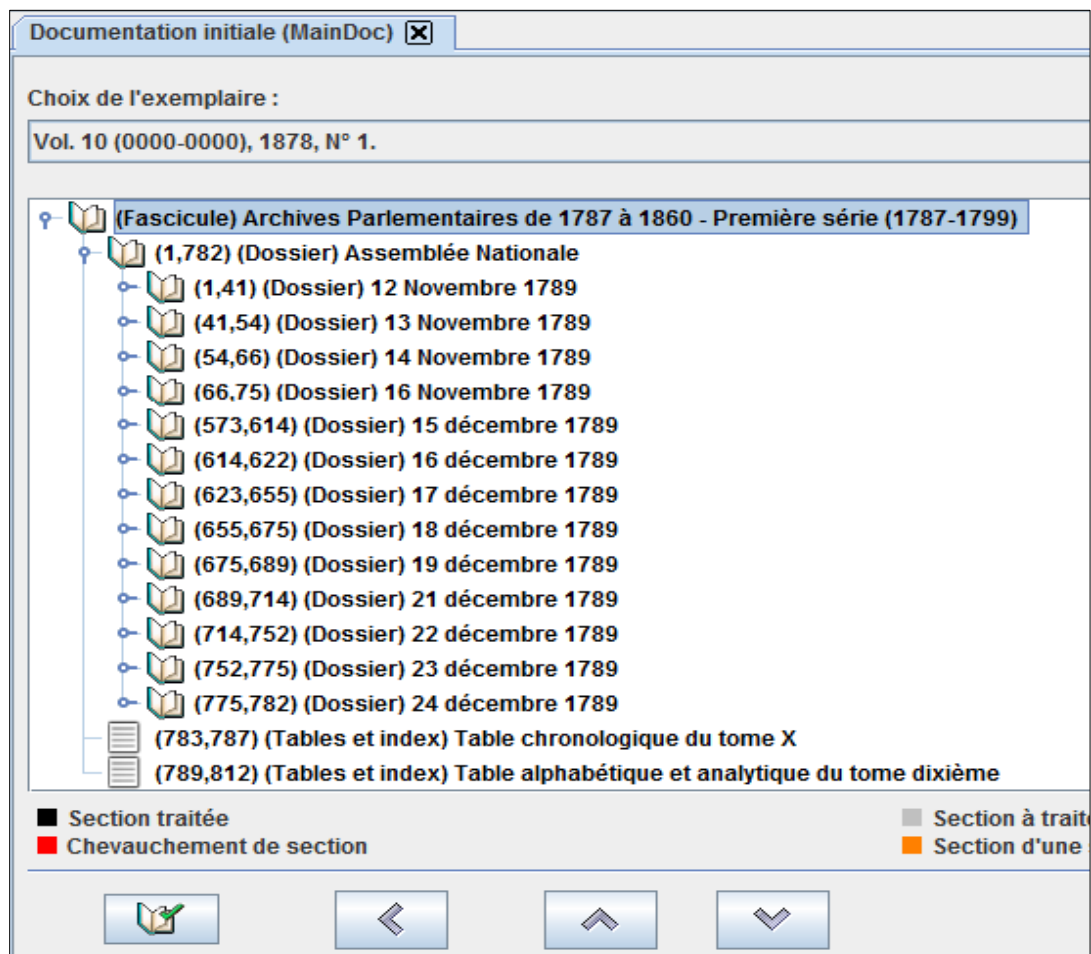 Documentation initiale (MainDoc)
Choix de l'exemplaire :
Vol. 10 (0000-0000), 1878, N° 1.
(Fascicule) Archives Parlementaires de 1787 à 1860 - Première série (1787-1799)
(1,782) (Dossier) Assemblée Nationale
(1,41) (Dossier) 12 Novembre 1789
(41,54) (Dossier) 13 Novembre 1789
(54,66) (Dossier) 14 Novembre 1789
(66,75) (Dossier) 16 Novembre 1789
(573,614) (Dossier) 15 décembre 1789
(614,622) (Dossier) 16 décembre 1789
(623,655) (Dossier) 17 décembre 1789
(655,675) (Dossier) 18 décembre 1789
(675,689) (Dossier) 19 décembre 1789
(689,714) (Dossier) 21 décembre 1789
(714,752) (Dossier) 22 décembre 1789
(752,775) (Dossier) 23 décembre 1789
(775,782) (Dossier) 24 décembre 1789
(783,787) (Tables et index) Table chronologique du tome X
(789,812) (Tables et index) Table alphabétique et analytique du tome dixième
Section traitée Section à
Chevauchement de section Section d'une